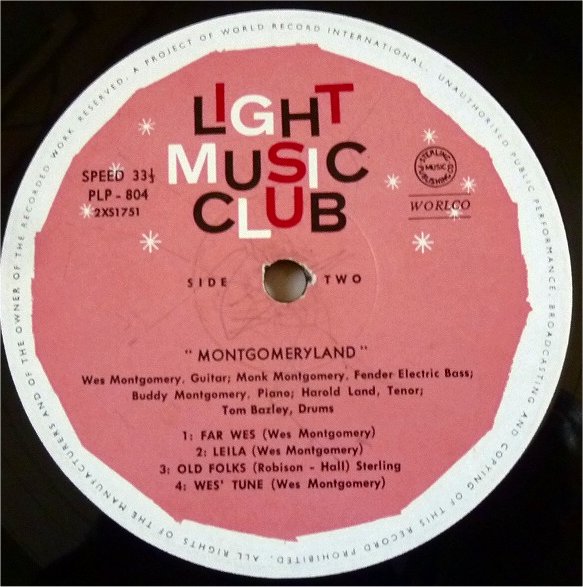 LIGHT
MUSIC
CLUB
SPEED 33⅓
PLP - 804
2XS1751
STERLING
MUSIC
PUBLISHING
WORLCO
SIDE TWO
" MONTGOMERYLAND "
Wes Montgomery, Guitar; Monk Montgomery, Fender Electric Bass;
Buddy Montgomery, Piano; Harold Land, Tenor;
Tom Bazley, Drums
1: FAR WES (Wes Montgomery)
2: LEILA (Wes Montgomery)
3: OLD FOLKS (Robison - Hall) Sterling
4: WES' TUNE (Wes Montgomery)
ALL RIGHTS OF THE MANUFACTURERS AND OF THE OWNER OF THE RECORDED WORK RESERVED. A PROJECT OF WORLD RECORD INTERNATIONAL. UNAUTHORISED PUBLIC PERFORMANCE, BROADCASTING AND COPYING OF THIS RECORD PROHIBITED.